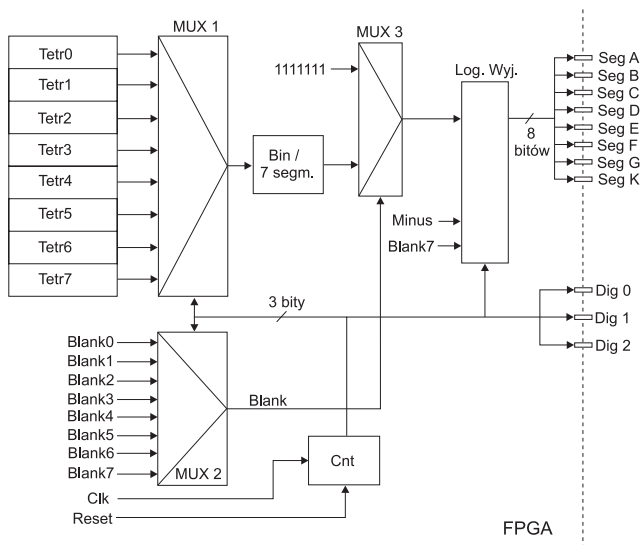 MUX 1
MUX 3
Tetr0
Tetr1
Tetr2
Tetr3
Tetr4
Tetr5
Tetr6
Tetr7
1111111
Bin /
7 segm.
Log. Wyj.
8
bitów
Seg A
Seg B
Seg C
Seg D
Seg E
Seg F
Seg G
Seg K
Minus
Blank7
3 bity
Dig 0
Dig 1
Dig 2
Blank0
Blank1
Blank2
Blank3
Blank4
Blank5
Blank6
Blank7
MUX 2
Blank
Cnt
Clk
Reset
FPGA